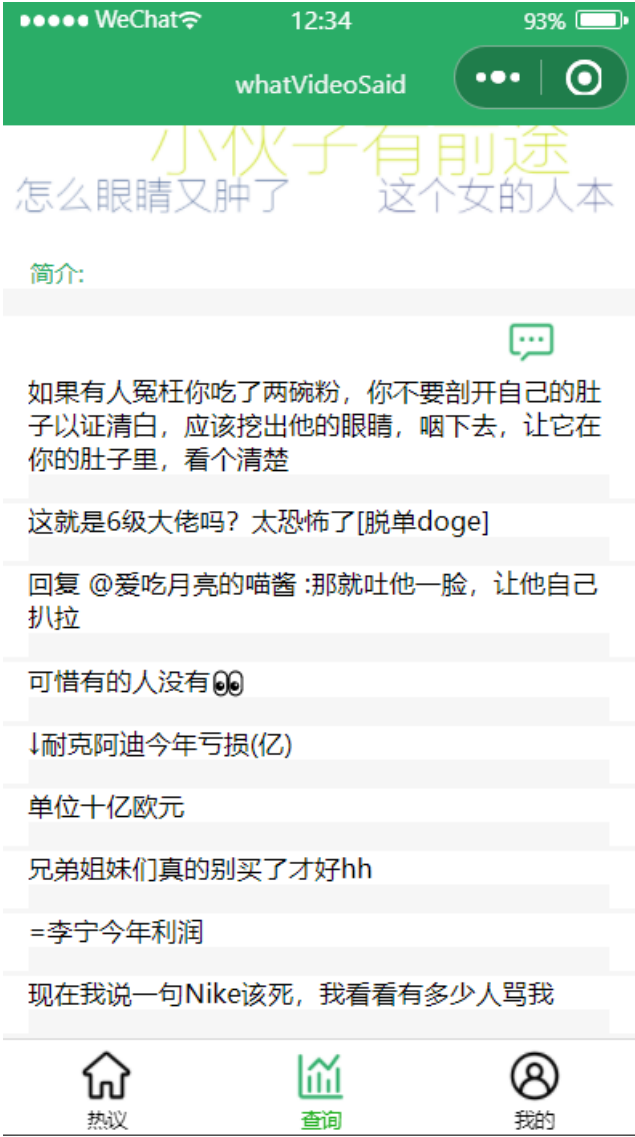 WeChat 12:34 93%
whatVideoSaid
小伙子有前途
怎么眼睛又肿了 这个女的人本
简介:
如果有人冤枉你吃了两碗粉，你不要剖开自己的肚
子以证清白，应该挖出他的眼睛，咽下去，让它在
你的肚子里，看个清楚
这就是6级大佬吗？太恐怖了[脱单doge]
回复 @爱吃月亮的喵酱 :那就吐他一脸，让他自己
扒拉
可惜有的人没有👀
↓耐克阿迪今年亏损(亿)
单位十亿欧元
兄弟姐妹们真的别买了才好hh
=李宁今年利润
现在我说一句Nike该死，我看看有多少人骂我
热议 查询 我的